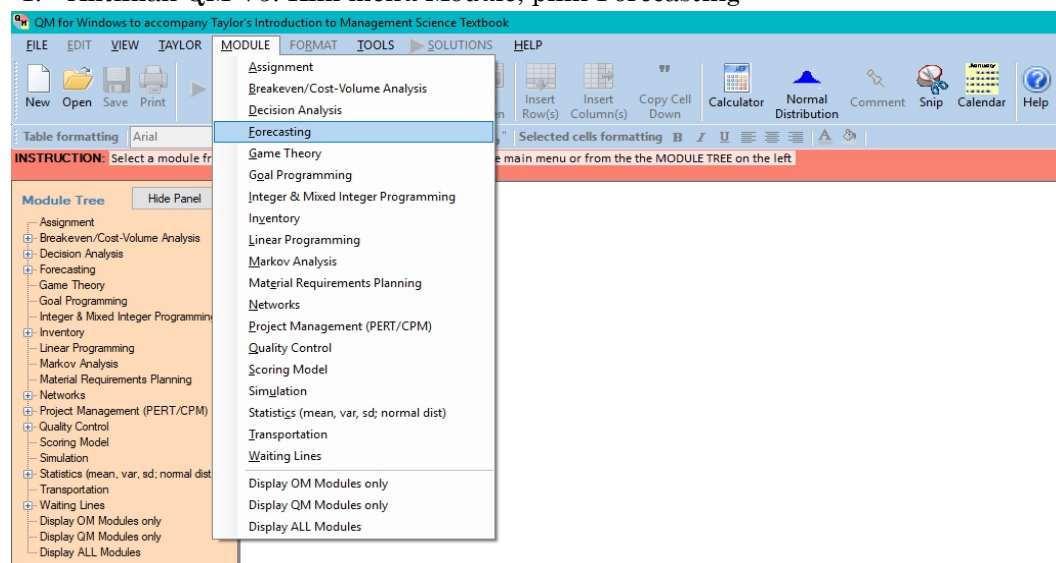 QM for Windows to accompany Taylor's Introduction to Management Science Textbook
FILE EDIT VIEW TAYLOR MODULE FORMAT TOOLS SOLUTIONS HELP
New Open Save Print
Insert Row(s) Insert Column(s) Copy Cell Down Calculator Normal Distribution Comment Snip Calendar Help
Table formatting Arial
Selected cells formatting B I U A
INSTRUCTION: Select a module
main menu or from the the MODULE TREE on the left
Assignment
Breakeven/Cost-Volume Analysis
Decision Analysis
Forecasting
Game Theory
Goal Programming
Integer & Mixed Integer Programming
Inventory
Linear Programming
Markov Analysis
Material Requirements Planning
Networks
Project Management (PERT/CPM)
Quality Control
Scoring Model
Simulation
Statistics (mean, var, sd; normal dist)
Transportation
Waiting Lines
Display OM Modules only
Display QM Modules only
Display ALL Modules
Module Tree Hide Panel
Assignment
Breakeven/Cost-Volume Analysis
Decision Analysis
Forecasting
Game Theory
Goal Programming
Integer & Mixed Integer Programming
Inventory
Linear Programming
Markov Analysis
Material Requirements Planning
Networks
Project Management (PERT/CPM)
Quality Control
Scoring Model
Simulation
Statistics (mean, var, sd; normal dist
Transportation
Waiting Lines
Display OM Modules only
Display QM Modules only
Display ALL Modules